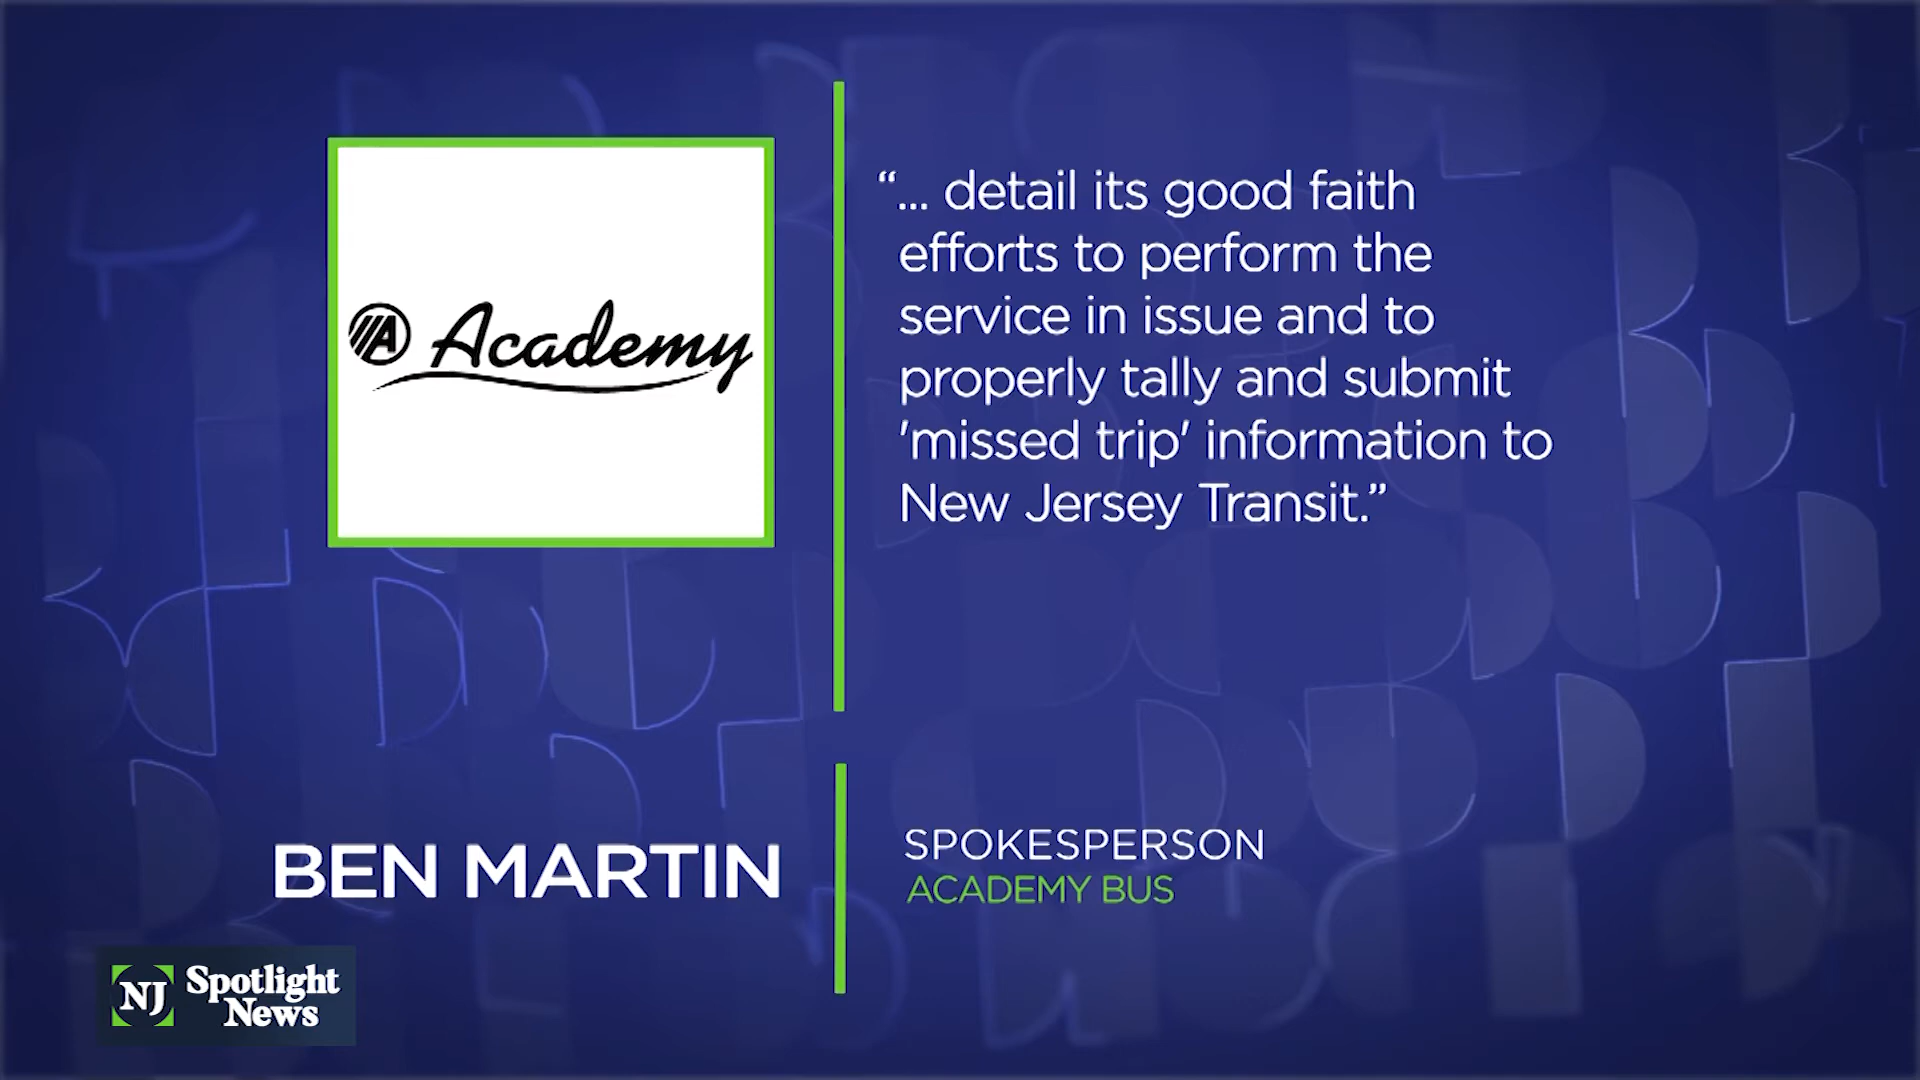 A Academy
“... detail its good faith
efforts to perform the
service in issue and to
properly tally and submit
'missed trip' information to
New Jersey Transit.”
BEN MARTIN
SPOKESPERSON
ACADEMY BUS
NJ Spotlight
News